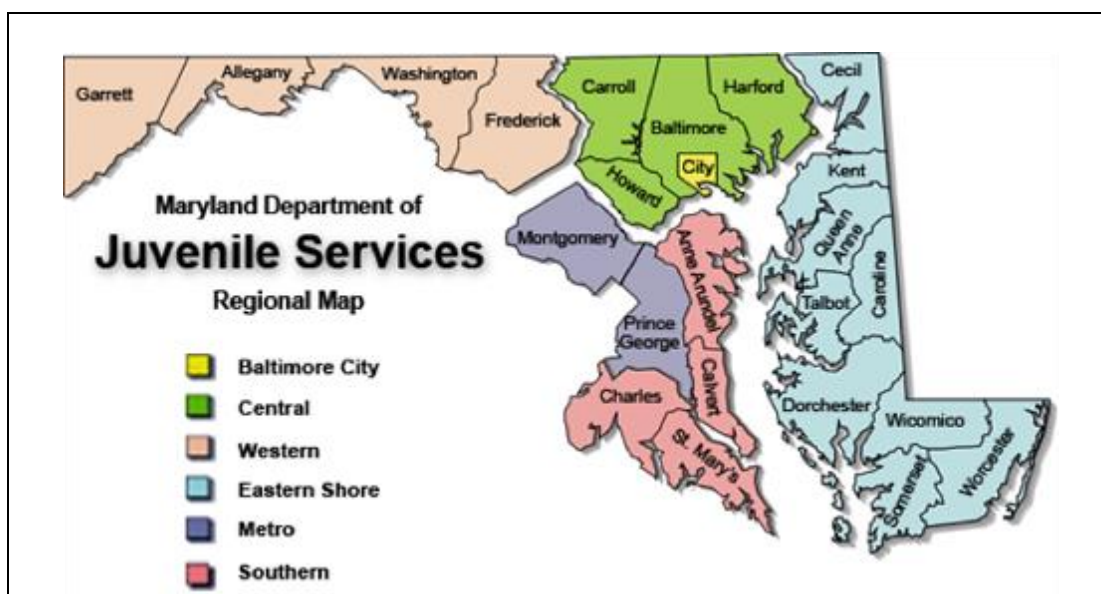 Garrett
Allegany
Washington
Frederick
Carroll
Baltimore
Harford
City
Howard
Cecil
Kent
Queen
Anne
Caroline
Talbot
Montgomery
Anne Arundel
Prince
George
Calvert
Charles
St. Mary's
Dorchester
Wicomico
Somerset
Worcester
Maryland Department of
Juvenile Services
Regional Map
Baltimore City
Central
Western
Eastern Shore
Metro
Southern